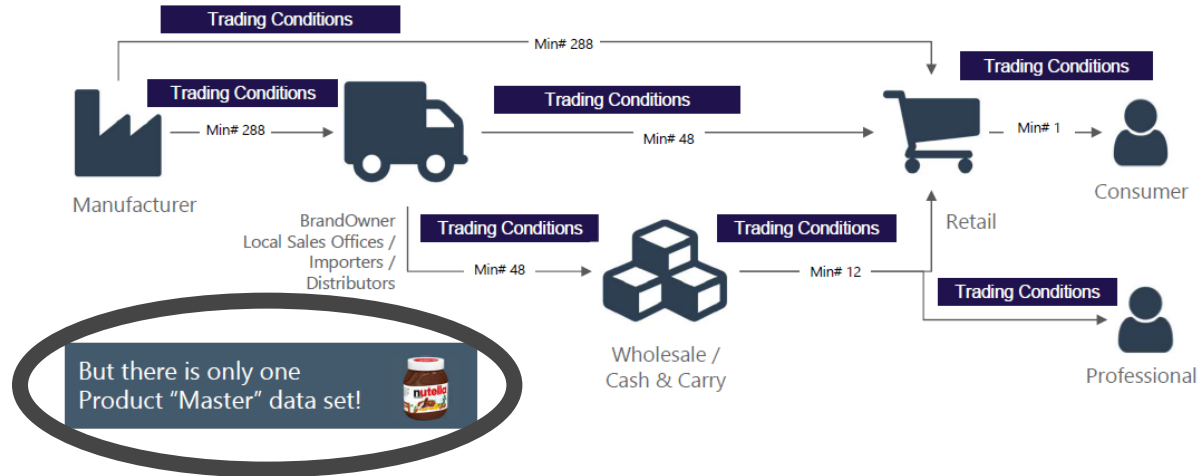 Trading Conditions
Min# 288
Trading Conditions
Trading Conditions
Trading Conditions
Min# 288
Min# 48
Min# 1
Manufacturer
Consumer
BrandOwner
Local Sales Offices /
Importers /
Distributors
Trading Conditions
Trading Conditions
Retail
Min# 48
Min# 12
Trading Conditions
Wholesale /
Cash & Carry
Professional
But there is only one
Product “Master” data set!
nutella